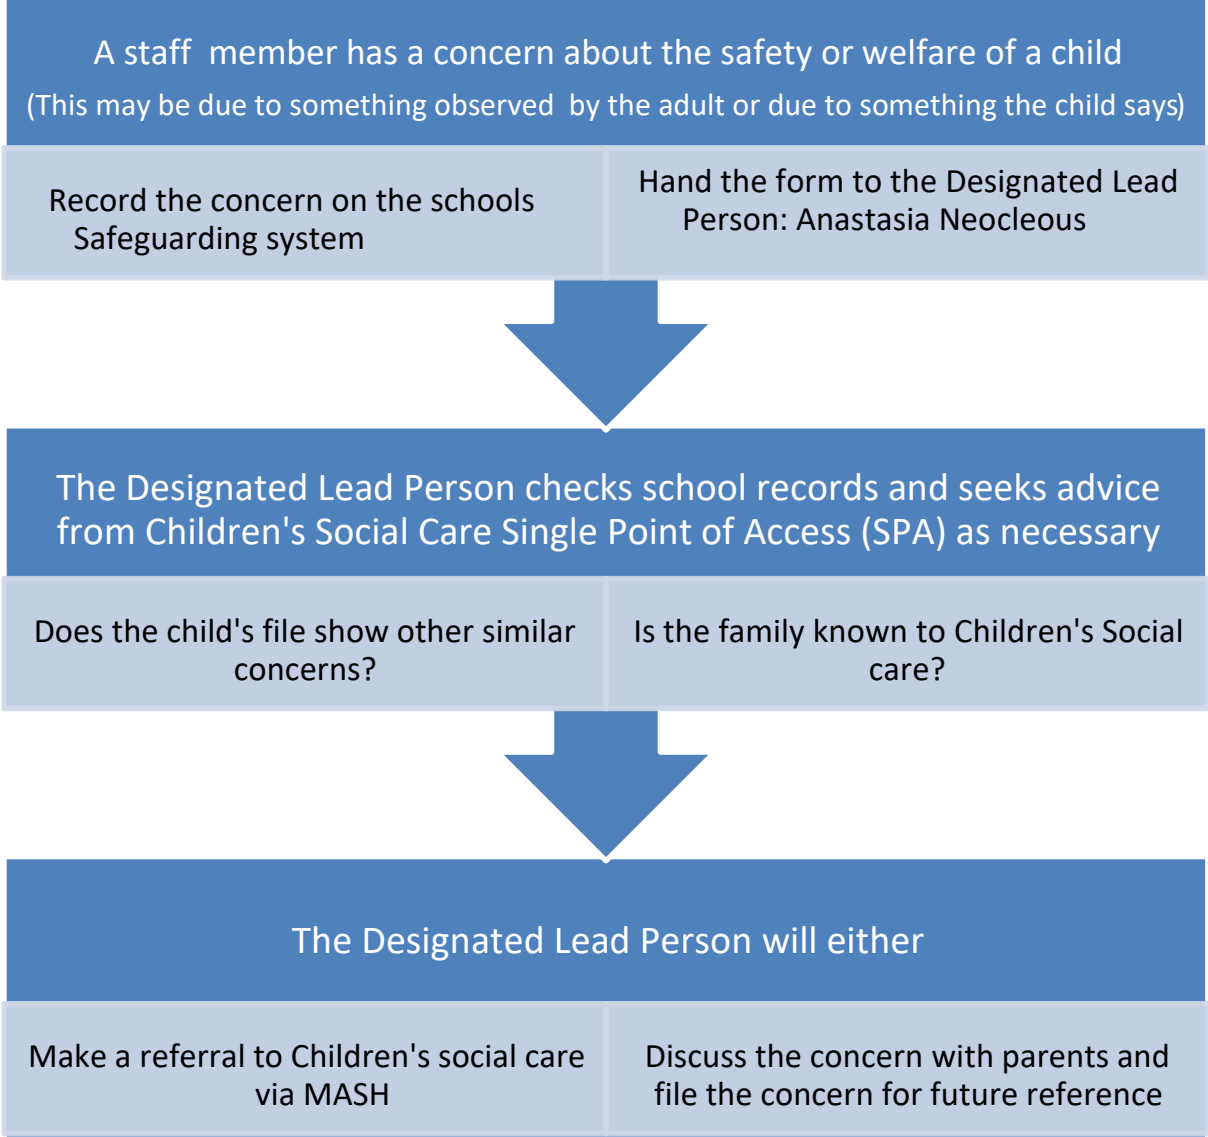 A staff  member has a concern about the safety or welfare of a child
(This may be due to something observed  by the adult or due to something the child says)
Record the concern on the schools
Safeguarding system
Hand the form to the Designated Lead
Person: Anastasia Neocleous
The Designated Lead Person checks school records and seeks advice
from Children's Social Care Single Point of Access (SPA) as necessary
Does the child's file show other similar
concerns?
Is the family known to Children's Social
care?
The Designated Lead Person will either
Make a referral to Children's social care
via MASH
Discuss the concern with parents and
file the concern for future reference